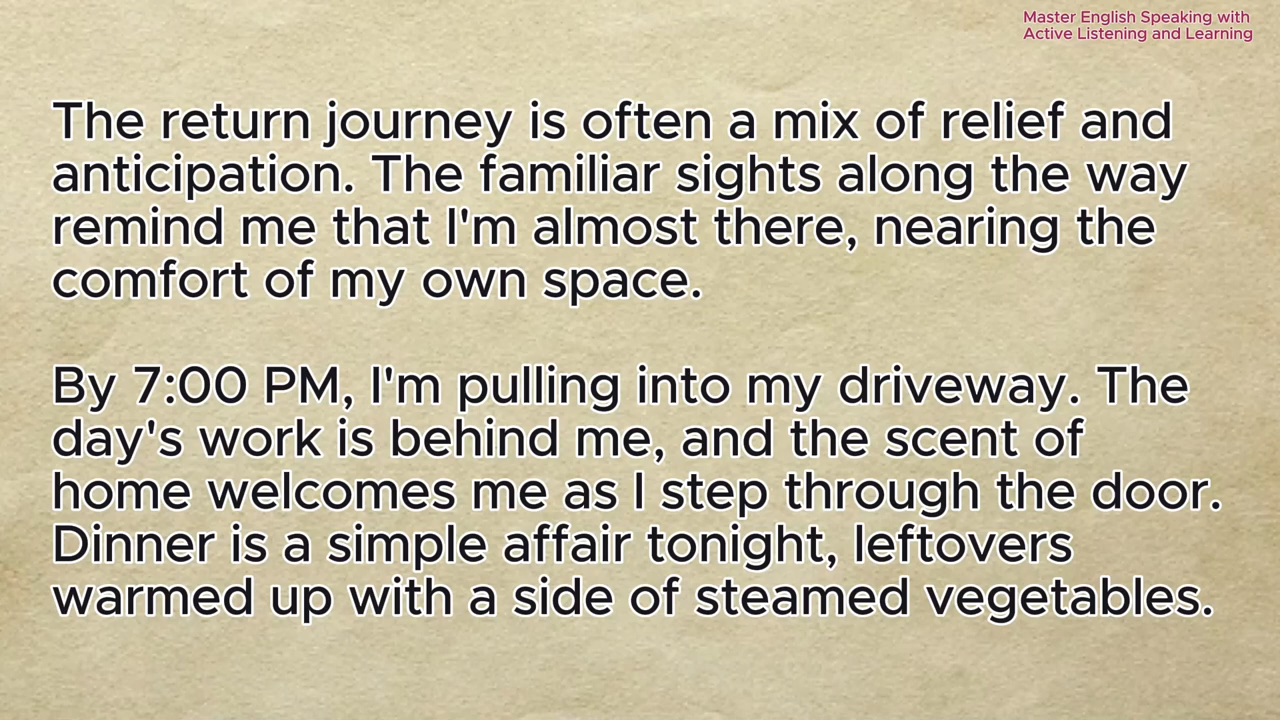 Master English Speaking with
Active Listening and Learning
The return journey is often a mix of relief and
anticipation. The familiar sights along the way
remind me that I'm almost there, nearing the
comfort of my own space.
By 7:00 PM, I'm pulling into my driveway. The
day's work is behind me, and the scent of
home welcomes me as I step through the door.
Dinner is a simple affair tonight, leftovers
warmed up with a side of steamed vegetables.